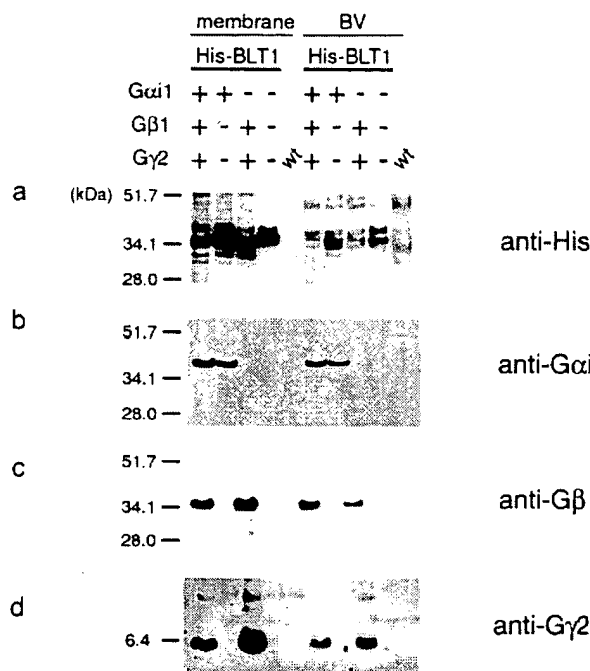 membrane BV
His-BLT1 His-BLT1
Gαi1 + + - - + + - -
Gβ1 + - + - + - + -
Gγ2 + - + - wt + - + - wt
a (kDa) 51.7
34.1 anti-His
28.0
b 51.7
34.1 anti-Gαi
28.0
c 51.7
34.1 anti-Gβ
28.0
d
6.4 anti-Gγ2